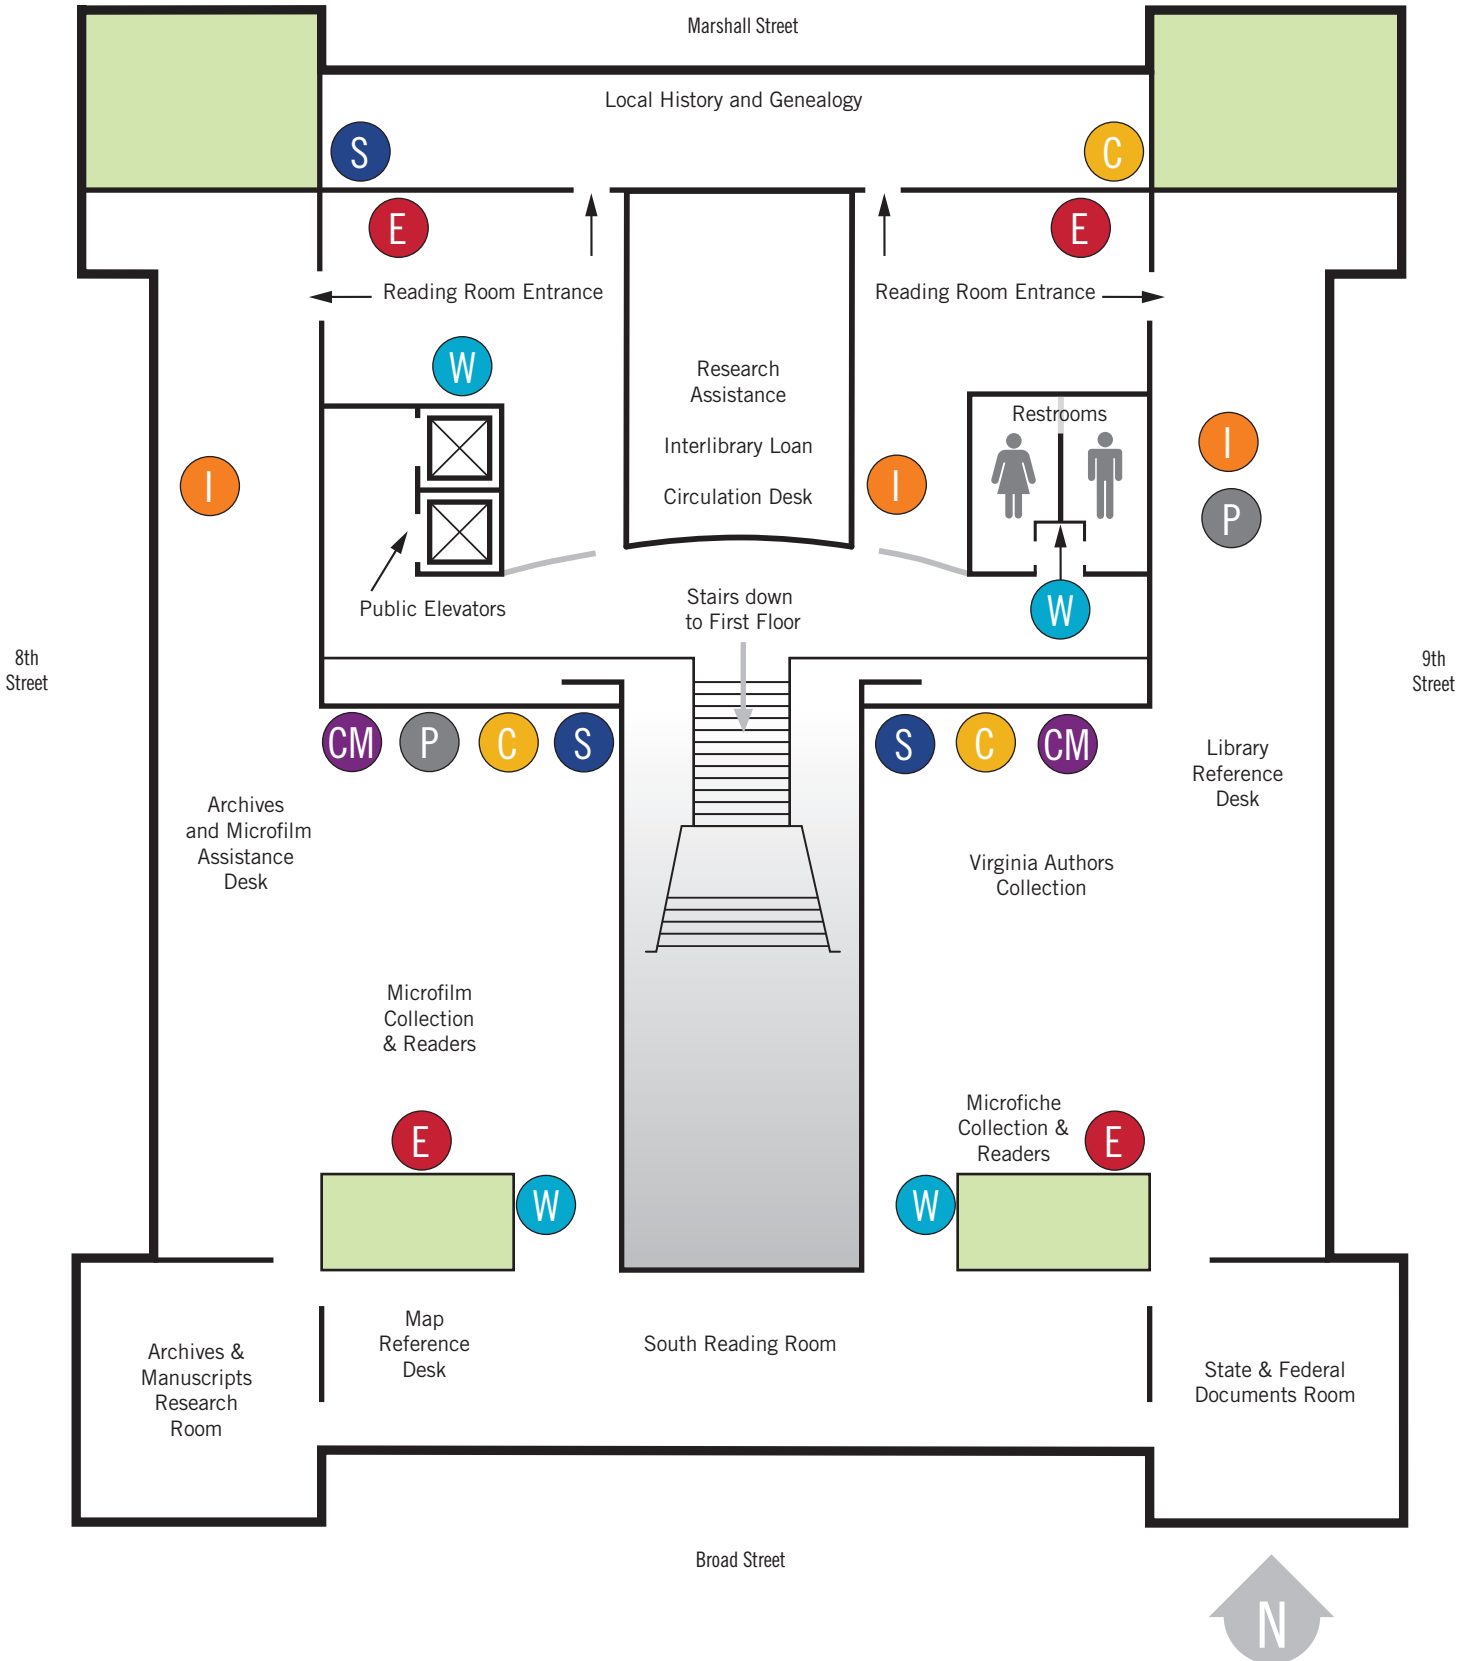 Marshall Street
Local History and Genealogy
S
C
E
E
Reading Room Entrance
Reading Room Entrance
W
Research
Assistance
Interlibrary Loan
Circulation Desk
Restrooms
I
I
I
P
Public Elevators
Stairs down
to First Floor
W
8th
Street
9th
Street
CM
P
C
S
S
C
CM
Library
Reference
Desk
Archives
and Microfilm
Assistance
Desk
Virginia Authors
Collection
Microfilm
Collection
& Readers
Microfiche
Collection &
Readers
E
E
W
W
Map
Reference
Desk
South Reading Room
Archives &
Manuscripts
Research
Room
State & Federal
Documents Room
Broad Street
N